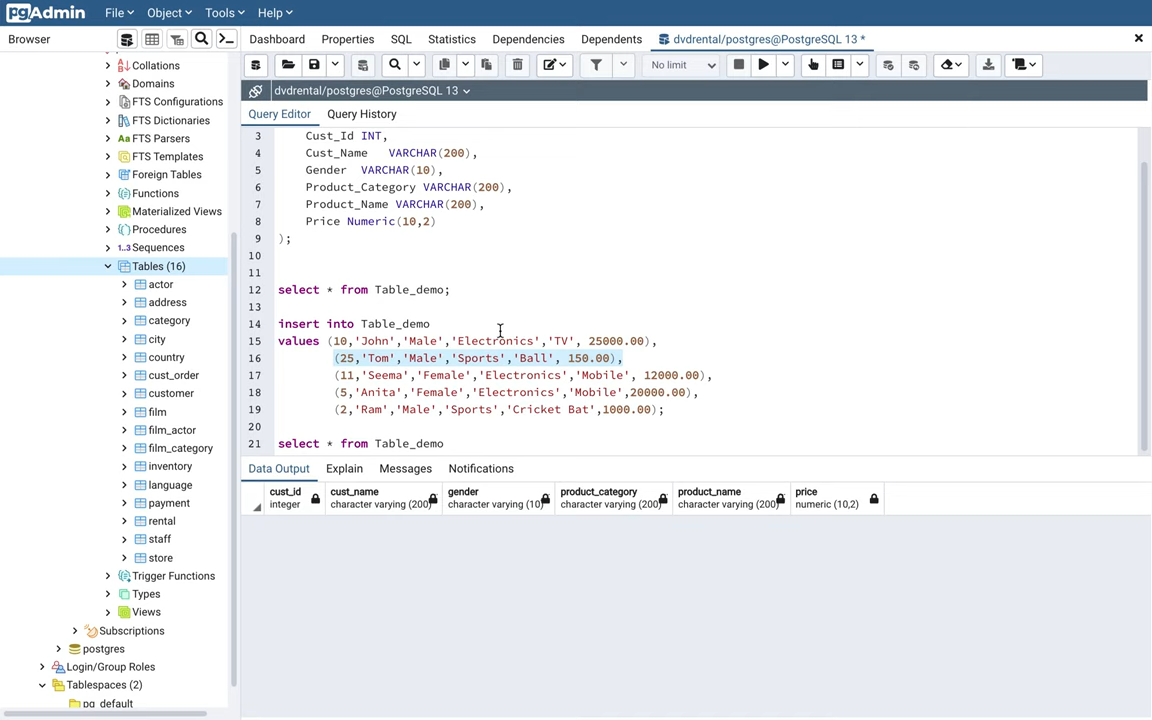 pgAdmin File Object Tools Help
Browser Dashboard Properties SQL Statistics Dependencies Dependents dvdrental/postgres@PostgreSQL 13 *
No limit
dvdrental/postgres@PostgreSQL 13
Query Editor Query History
Collations
Domains
FTS Configurations
FTS Dictionaries
Aa FTS Parsers
FTS Templates
Foreign Tables
Functions
Materialized Views
Procedures
1..3 Sequences
Tables (16)
actor
address
category
city
country
cust_order
customer
film
film_actor
film_category
inventory
language
payment
rental
staff
store
Trigger Functions
Types
Views
Subscriptions
postgres
Login/Group Roles
Tablespaces (2)
pg_default
3 Cust_Id INT,
4 Cust_Name VARCHAR(200),
5 Gender VARCHAR(10),
6 Product_Category VARCHAR(200),
7 Product_Name VARCHAR(200),
8 Price Numeric(10,2)
9 );
10
11
12 select * from Table_demo;
13
14 insert into Table_demo
15 values (10,'John','Male','Electronics','TV', 25000.00),
16 (25,'Tom','Male','Sports','Ball', 150.00),
17 (11,'Seema','Female','Electronics','Mobile', 12000.00),
18 (5,'Anita','Female','Electronics','Mobile',20000.00),
19 (2,'Ram','Male','Sports','Cricket Bat',1000.00);
20
21 select * from Table_demo
Data Output Explain Messages Notifications
cust_id cust_name gender product_category product_name price
integer character varying (200) character varying (10) character varying (200) character varying (200) numeric (10,2)